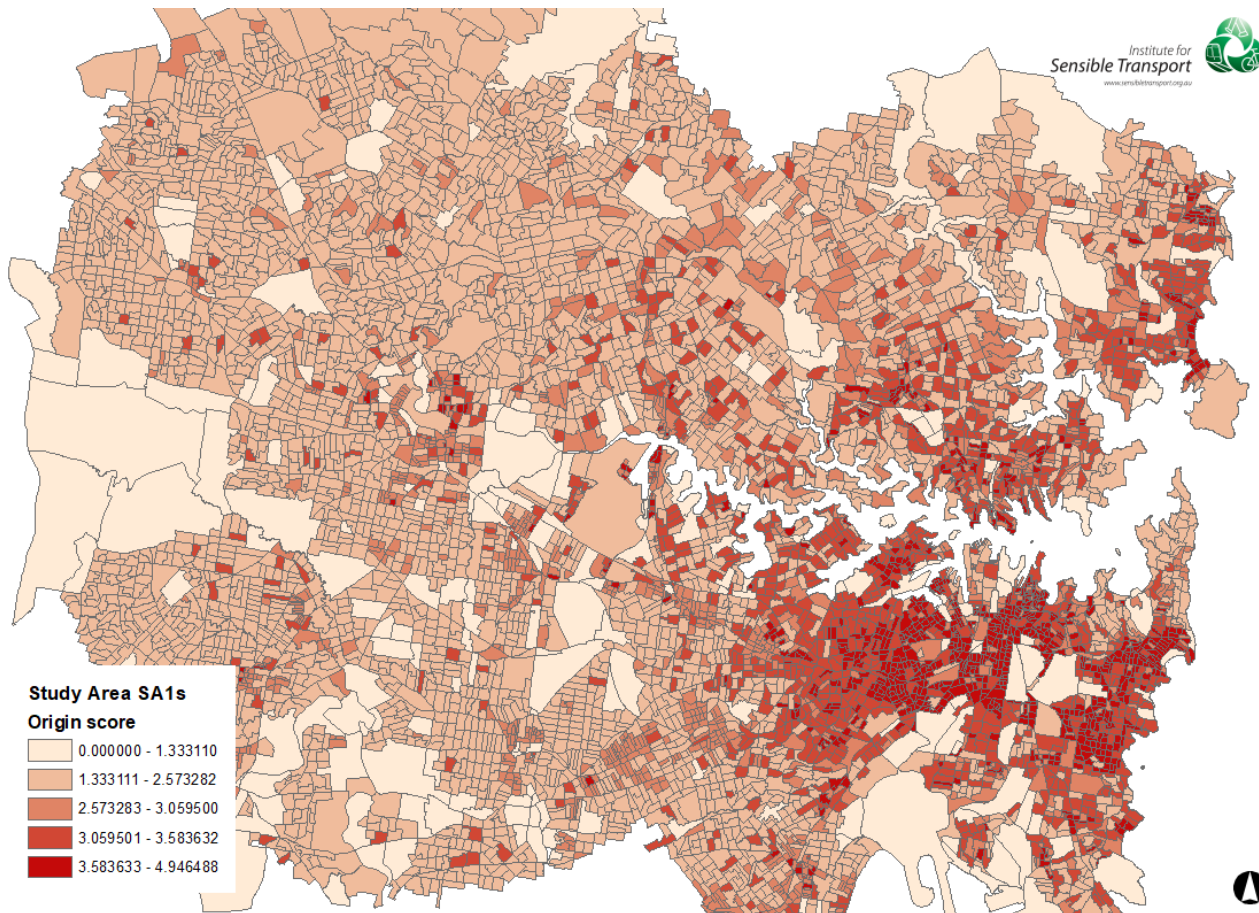 Institute for
Sensible Transport
www.sensibletransport.org.au
Study Area SA1s
Origin score
0.000000 - 1.333110
1.333111 - 2.573282
2.573283 - 3.059500
3.059501 - 3.583632
3.583633 - 4.946488